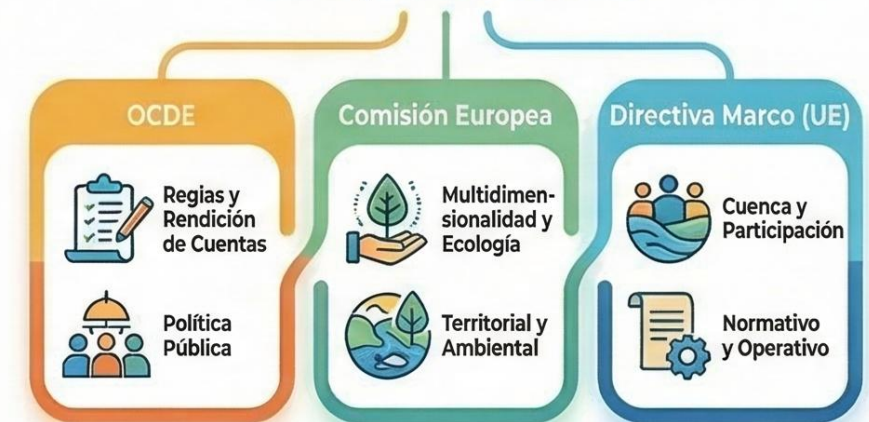 OCDE
Regias y
Rendición
de Cuentas
Política
Pública
Comisión Europea
Multidimen-
sionalidad y
Ecología
Territorial y
Ambiental
Directiva Marco (UE)
Cuenca y
Participación
Normativo
y Operativo